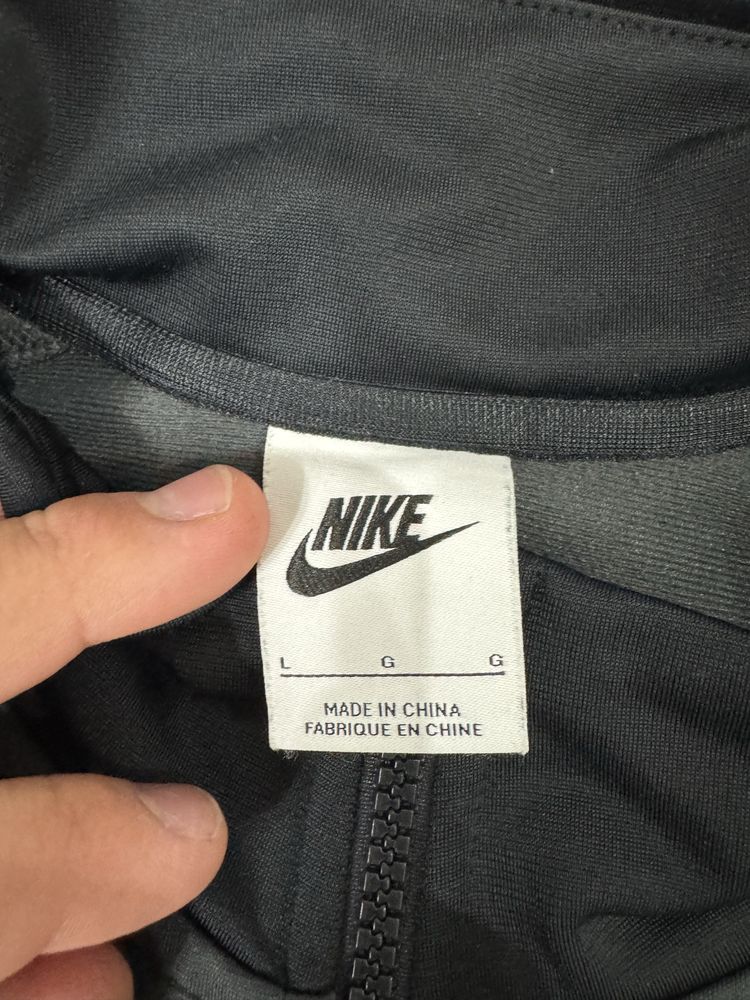 NIKE
L G G
MADE IN CHINA
FABRIQUE EN CHINE